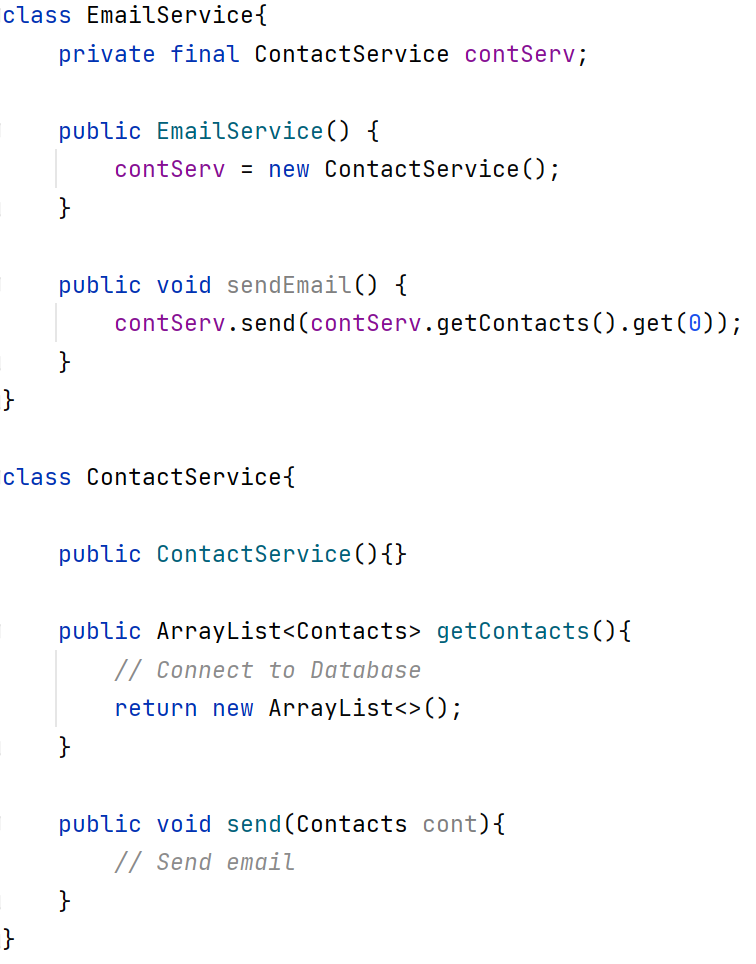 class EmailService{
private final ContactService contServ;
public EmailService() {
contServ = new ContactService();
}
public void sendEmail() {
contServ.send(contServ.getContacts().get(0));
}
}
class ContactService{
public ContactService(){}
public ArrayList<Contacts> getContacts(){
// Connect to Database
return new ArrayList<>();
}
public void send(Contacts cont){
// Send email
}
}